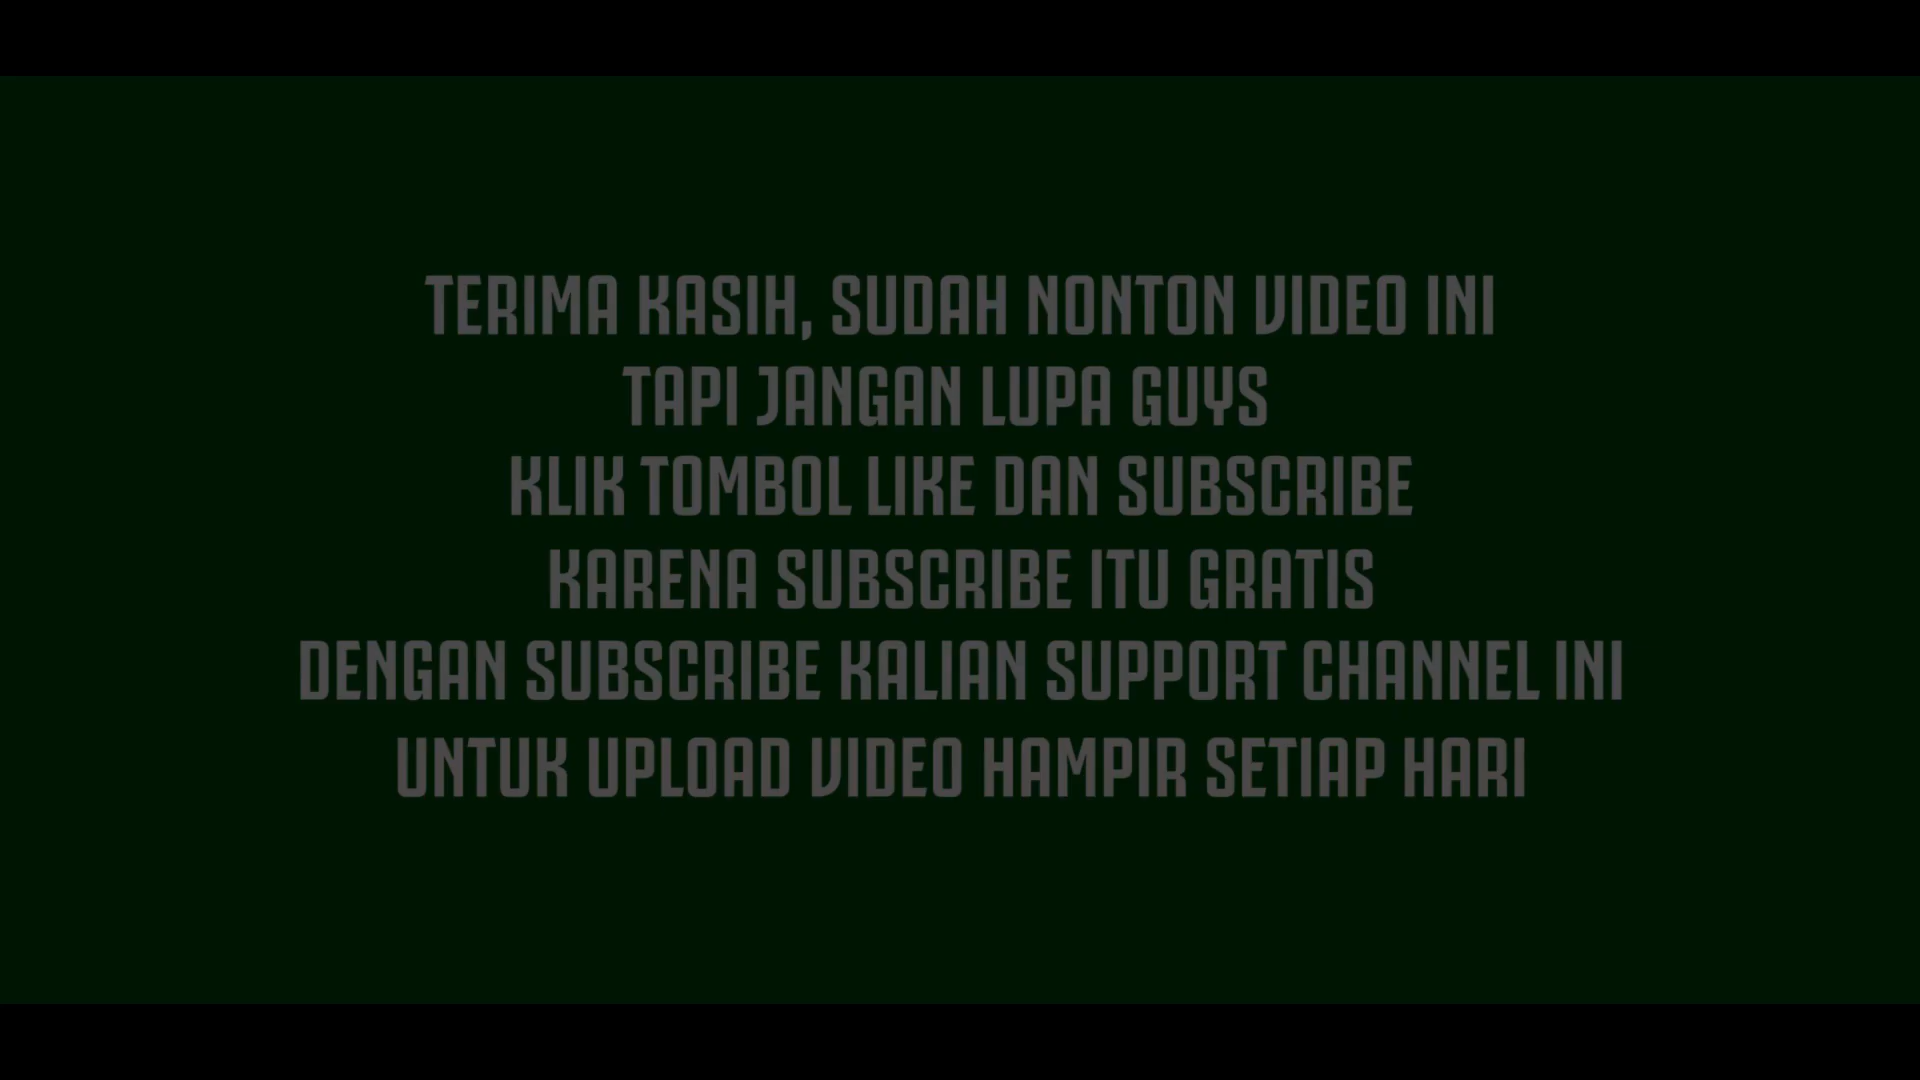 TERIMA KASIH, SUDAH NONTON VIDEO INI
TAPI JANGAN LUPA GUYS
KLIK TOMBOL LIKE DAN SUBSCRIBE
KARENA SUBSCRIBE ITU GRATIS
DENGAN SUBSCRIBE KALIAN SUPPORT CHANNEL INI
UNTUK UPLOAD VIDEO HAMPIR SETIAP HARI